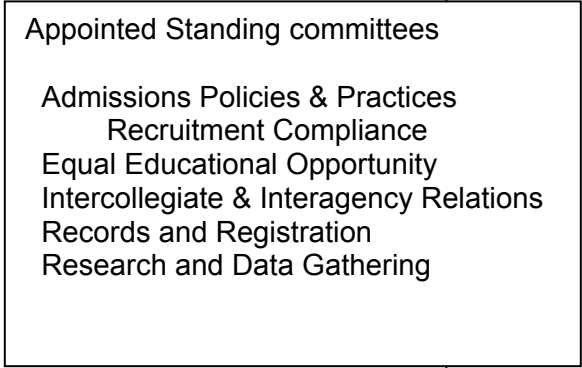 Appointed Standing committees
Admissions Policies & Practices
Recruitment Compliance
Equal Educational Opportunity
Intercollegiate & Interagency Relations
Records and Registration
Research and Data Gathering